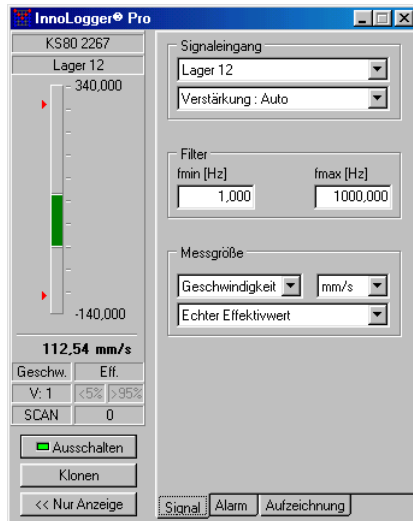 InnoLogger® Pro
KS80 2267
Lager 12
340,000
-140,000
112,54 mm/s
Geschw. Eff.
V: 1 <5% >95%
SCAN 0
Ausschalten
Klonen
<< Nur Anzeige
Signaleingang
Lager 12
Verstärkung : Auto
Filter
fmin [Hz] fmax [Hz]
1,000 1000,000
Messgröße
Geschwindigkeit mm/s
Echter Effektivwert
Signal Alarm Aufzeichnung